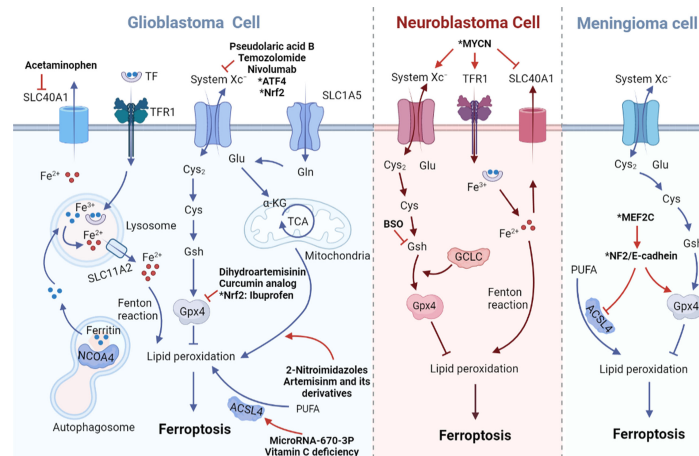 Glioblastoma Cell
Acetaminophen
SLC40A1
TF
TFR1
Pseudolaric acid B
Temozolomide
Nivolumab
*ATF4
*Nrf2
System Xc⁻
SLC1A5
Fe²⁺
Cys₂
Glu
Gln
Fe³⁺
Fe²⁺
Lysosome
SLC11A2
Fe²⁺
Cys
α-KG
TCA
Mitochondria
Gsh
Dihydroartemisinin
Curcumin analog
*Nrf2: Ibuprofen
Fenton
reaction
Gpx4
Ferritin
NCOA4
Autophagosome
Lipid peroxidation
2-Nitroimidazoles
Artemisinm and its
derivatives
ACSL4
PUFA
MicroRNA-670-3P
Vitamin C deficiency
Ferroptosis
Neuroblastoma Cell
*MYCN
System Xc⁻
TFR1
SLC40A1
Cys₂
Glu
Fe³⁺
Cys
BSO
Gsh
Fe²⁺
GCLC
Gpx4
Fenton
reaction
Lipid peroxidation
Ferroptosis
Meningioma cell
System Xc⁻
*Cys₂
Glu
Cys
*MEF2C
Gsh
*NF2/E-cadhein
PUFA
ACSL4
Gpx4
Lipid peroxidation
Ferroptosis